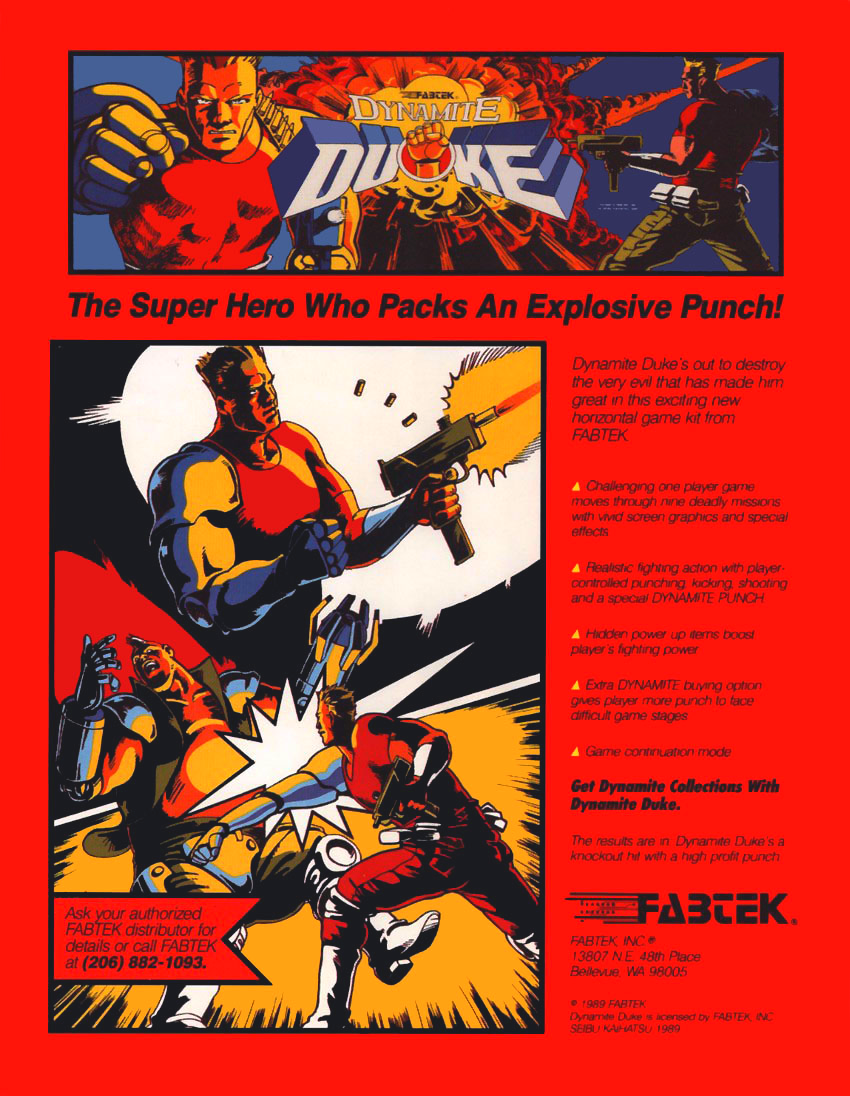 FABTEK
DYNAMITE
DUKE
The Super Hero Who Packs An Explosive Punch!
Dynamite Duke's out to destroy
the very evil that has made him
great in this exciting new
horizontal game kit from
FABTEK.
▲ Challenging one player game
moves through nine deadly missions
with vivid screen graphics and special
effects
▲ Realistic fighting action with player-
controlled punching, kicking, shooting
and a special DYNAMITE PUNCH
▲ Hidden power up items boost
player's fighting power
▲ Extra DYNAMITE buying option
gives player more punch to face
difficult game stages
▲ Game continuation mode
Get Dynamite Collections With
Dynamite Duke.
The results are in. Dynamite Duke's a
knockout hit with a high profit punch
Ask your authorized
FABTEK distributor for
details or call FABTEK
at (206) 882-1093.
FABTEK®
FABTEK, INC.®
13807 N.E. 48th Place
Bellevue, WA 98005
© 1989 FABTEK
Dynamite Duke is licensed by FABTEK, INC
SEIBU KAIHATSU 1989